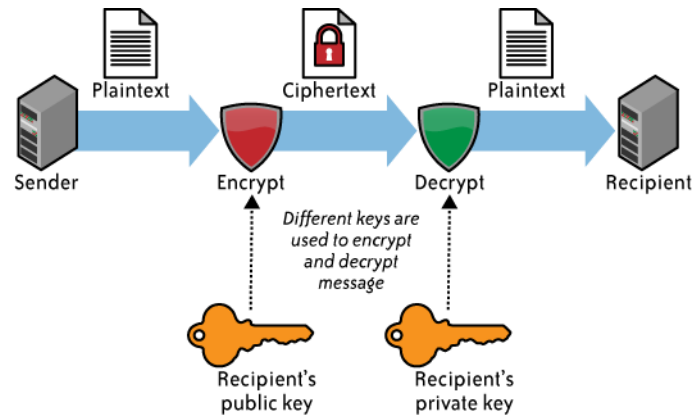 Plaintext
Ciphertext
Plaintext
Sender
Encrypt
Decrypt
Recipient
Different keys are
used to encrypt
and decrypt
message
Recipient's
public key
Recipient's
private key